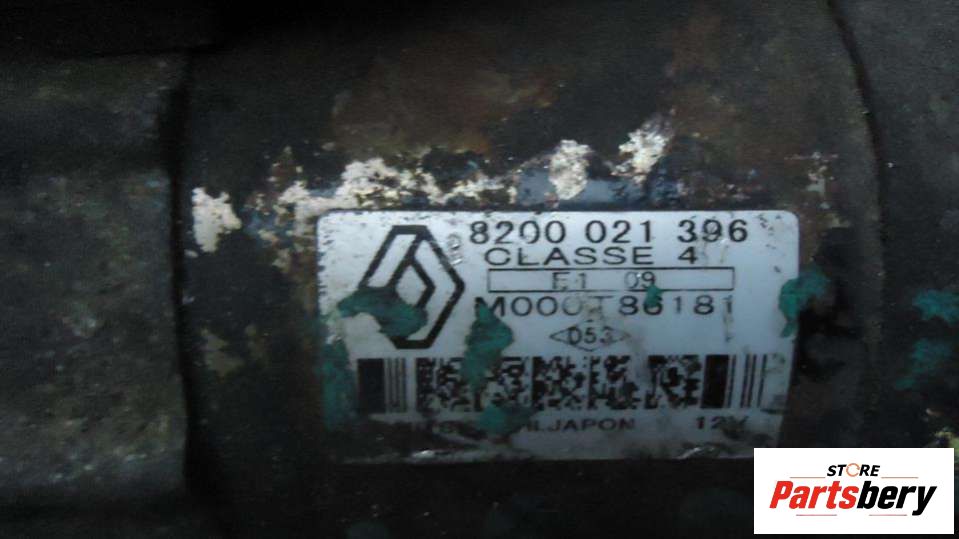 8200 021 396
CLASSE 4
E1 09
M000T86181
D53
JAPON 12V
STORE
Partsbery